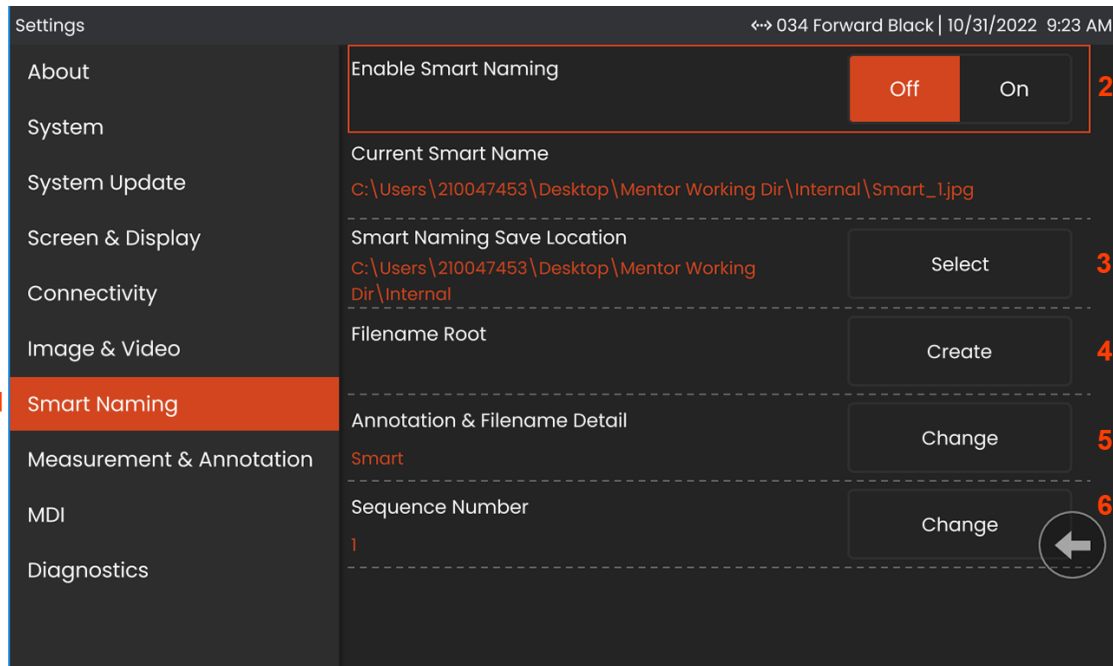 Settings
<··> 034 Forward Black | 10/31/2022 9:23 AM
About
System
System Update
Screen & Display
Connectivity
Image & Video
Smart Naming
Measurement & Annotation
MDI
Diagnostics
Enable Smart Naming
Off On
2
Current Smart Name
C:\Users\210047453\Desktop\Mentor Working Dir\Internal\Smart_1.jpg
Smart Naming Save Location
C:\Users\210047453\Desktop\Mentor Working
Dir\Internal
Select
3
Filename Root
Create
4
Annotation & Filename Detail
Smart
Change
5
Sequence Number
1
Change
6